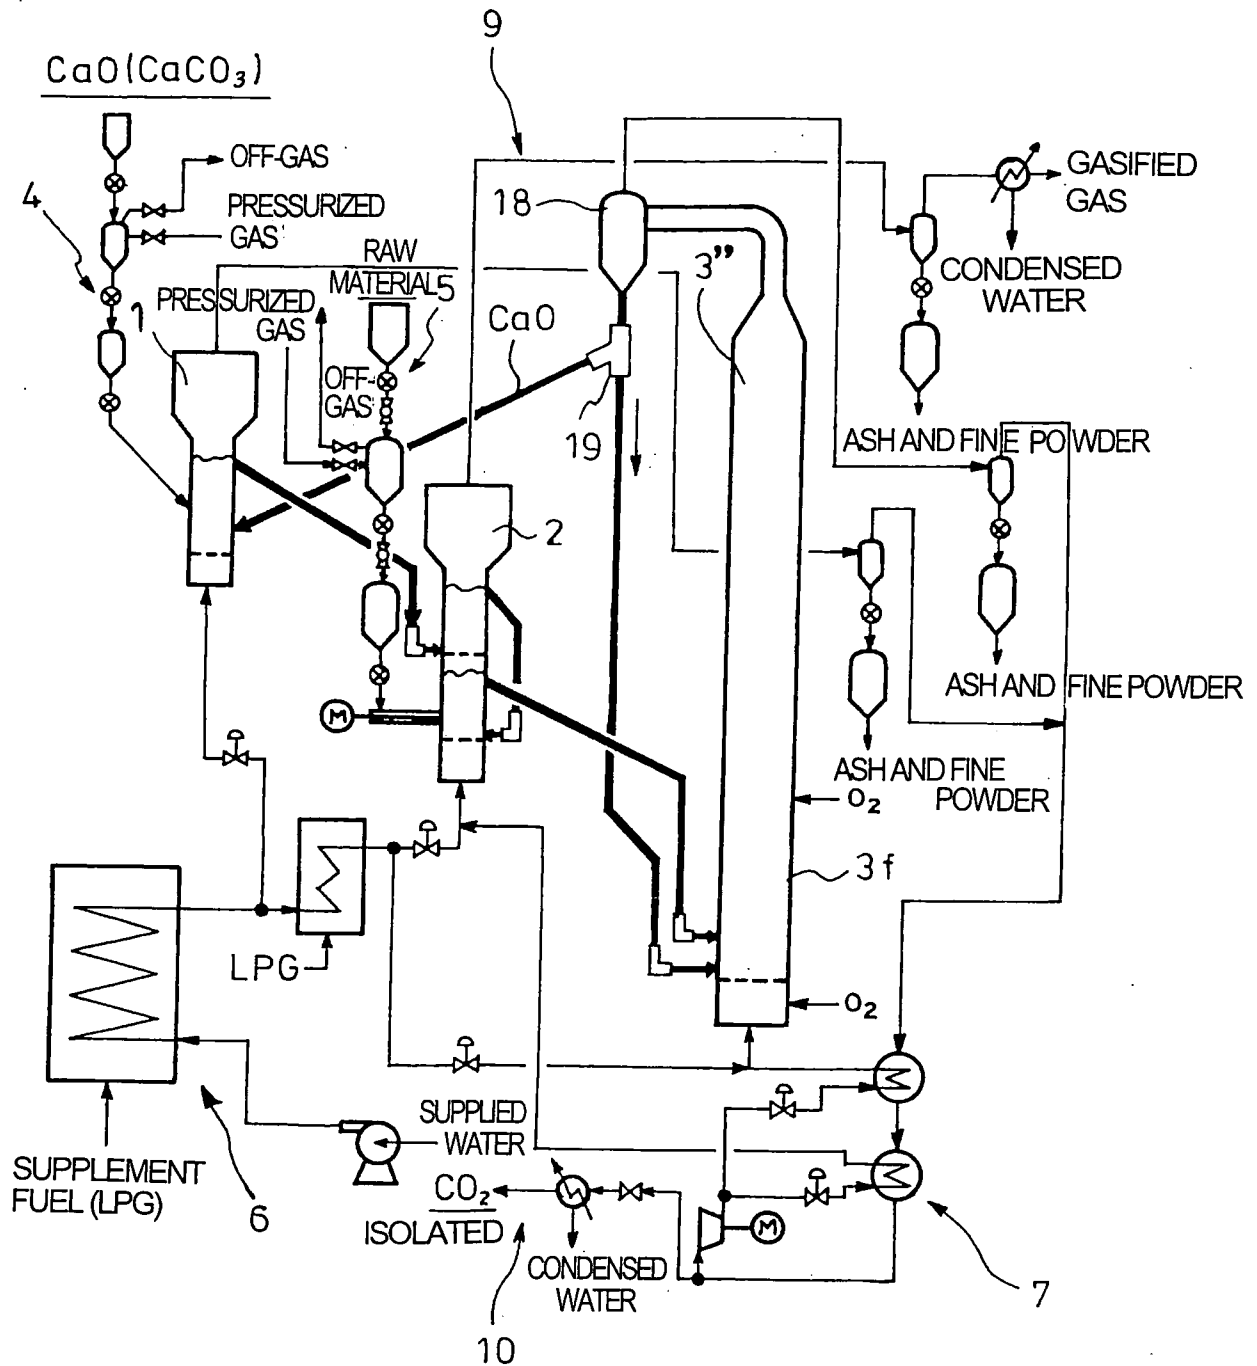 9
CaO(CaCO3)
OFF-GAS
4
PRESSURIZED
GAS
RAW
MATERIAL
5
PRESSURIZED
GAS
1
OFF-
GAS
CaO
18
3”
19
2
GASIFIED
GAS
CONDENSED
WATER
ASH AND FINE POWDER
ASH AND FINE POWDER
ASH AND FINE
POWDER
M
O2
3f
LPG
O2
SUPPLIED
WATER
SUPPLEMENT
FUEL (LPG)
6
CO2
ISOLATED
M
CONDENSED
WATER
7
10